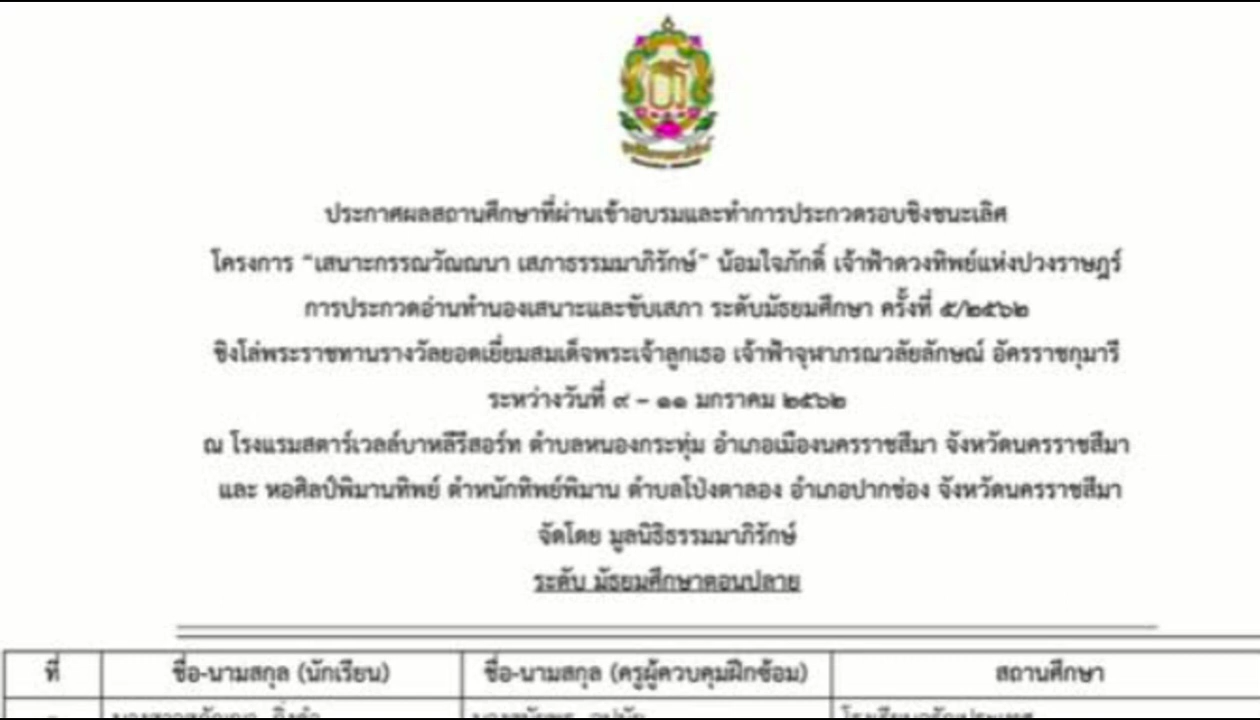 ประกาศผลสถานศึกษาที่ผ่านเข้าอบรมและทำการประกวดรอบชิงชนะเลิศ
โครงการ "เสนาะกรรณวัณณนา เสภาธรรมมาภิรักษ์" น้อมใจภักดิ์ เจ้าฟ้าดวงทิพย์แห่งปวงราษฎร์
การประกวดอ่านทำนองเสนาะและขับเสภา ระดับมัธยมศึกษา ครั้งที่ ๕/๒๕๖๒
ชิงโล่พระราชทานรางวัลยอดเยี่ยมสมเด็จพระเจ้าลูกเธอ เจ้าฟ้าจุฬาภรณวลัยลักษณ์ อัครราชกุมารี
ระหว่างวันที่ ๙ – ๑๑ มกราคม ๒๕๖๒
ณ โรงแรมสตาร์เวลล์บาหลีรีสอร์ท ตำบลหนองกระทุ่ม อำเภอเมืองนครราชสีมา จังหวัดนครราชสีมา
และ หอศิลป์พิมานทิพย์ ตำหนักทิพย์พิมาน ตำบลโป่งตาลอง อำเภอปากช่อง จังหวัดนครราชสีมา
จัดโดย มูลนิธิธรรมมาภิรักษ์
ระดับ มัธยมศึกษาตอนปลาย
ที่ ชื่อ-นามสกุล (นักเรียน) ชื่อ-นามสกุล (ครูผู้ควบคุมฝึกซ้อม) สถานศึกษา